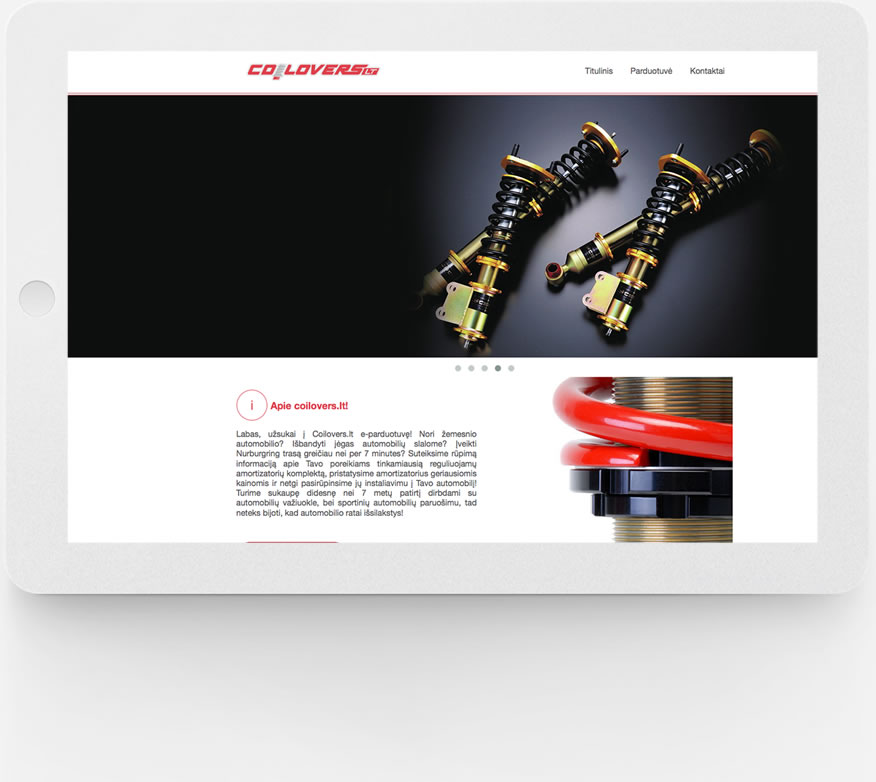 COILOVERS LT
Titulinis Parduotuvė Kontaktai
i Apie coilovers.lt!
Labas, užsukai į Coilovers.lt e-parduotuvę! Nori žemesnio
automobilio? Išbandyti jėgas automobilių slalome? Įveikti
Nurburgring trasą greičiau nei per 7 minutes? Suteiksime rūpimą
informaciją apie Tavo poreikiams tinkamiausią reguliuojamų
amortizatorių komplektą, pristatysime amortizatorius geriausiomis
kainomis ir netgi pasirūpinsime jų instaliavimu į Tavo automobilį!
Turime sukaupę didesnę nei 7 metų patirtį dirbdami su
automobilių važiuokle, bei sportinių automobilių paruošimu, tad
neteks bijoti, kad automobilio ratai išsilakstys!